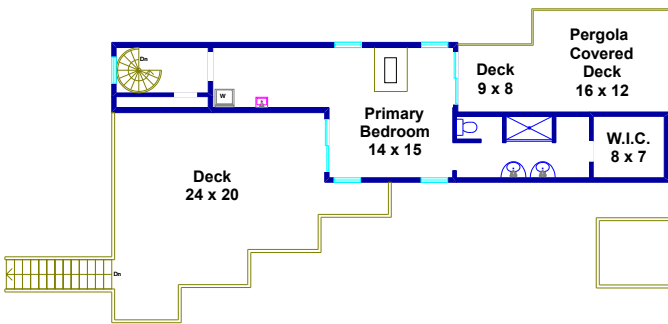 Pergola
Covered
Deck
16 x 12
Dn
Deck
9 x 8
W
Primary
Bedroom
14 x 15
W.I.C.
8 x 7
Deck
24 x 20
Dn